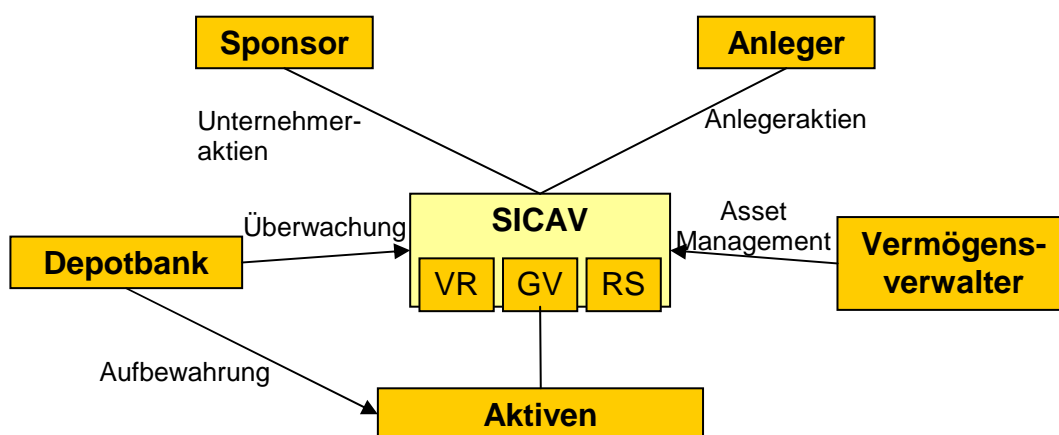 Sponsor
Anleger
Unternehmer-
aktien
Anlegeraktien
SICAV
Überwachung
Asset
Management
Depotbank
Vermögens-
verwalter
VR
GV
RS
Aufbewahrung
Aktiven